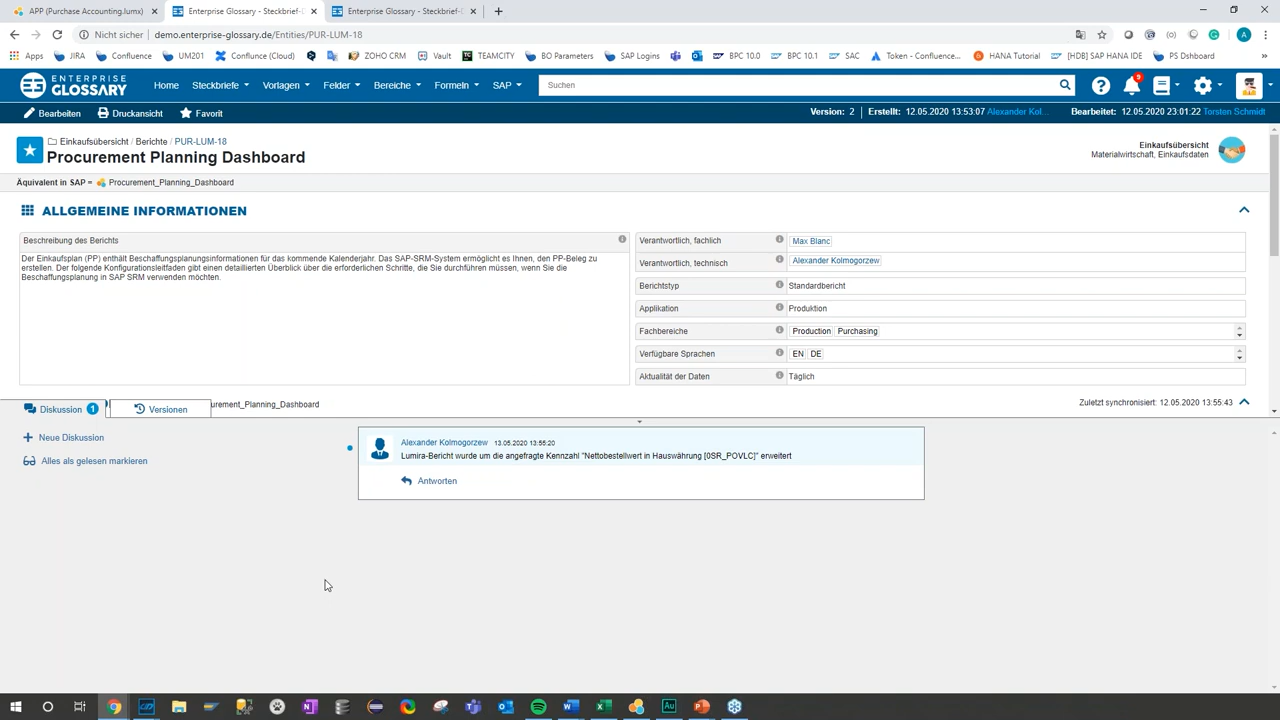 APP (Purchase Accounting.lumx)
Enterprise Glossary - Steckbrief-
Enterprise Glossary - Steckbrief-
Nicht sicher
demo.enterprise-glossary.de/Entities/PUR-LUM-18
A
Apps
JIRA
Confluence
UM201
Conflunce (Cloud)
ZOHO CRM
Vault
TEAMCITY
BO Parameters
SAP Logins
BPC 10.0
BPC 10.1
SAC
Token - Confluence...
HANA Tutorial
[HDB] SAP HANA IDE
PS Dshboard
ENTERPRISE
GLOSSARY
Home
Steckbriefe
Vorlagen
Felder
Bereiche
Formeln
SAP
Suchen
9
Bearbeiten
Druckansicht
Favorit
Version: 2
Erstellt: 12.05.2020 13:53:07 Alexander Kol...
Bearbeitet: 12.05.2020 23:01:22 Torsten Schmidt
Einkaufsübersicht / Berichte / PUR-LUM-18
Procurement Planning Dashboard
Einkaufsübersicht
Materialwirtschaft, Einkaufsdaten
Äquivalent in SAP = Procurement_Planning_Dashboard
ALLGEMEINE INFORMATIONEN
Beschreibung des Berichts
Der Einkaufsplan (PP) enthält Beschaffungsplanungsinformationen für das kommende Kalenderjahr. Das SAP-SRM-System ermöglicht es Ihnen, den PP-Beleg zu
erstellen. Der folgende Konfigurationsleitfaden gibt einen detaillierten Überblick über die erforderlichen Schritte, die Sie durchführen müssen, wenn Sie die
Beschaffungsplanung in SAP SRM verwenden möchten.
Verantwortlich, fachlich
Max Blanc
Verantwortlich, technisch
Alexander Kolmogorzew
Berichtstyp
Standardbericht
Applikation
Produktion
Fachbereiche
Production Purchasing
Verfügbare Sprachen
EN DE
Aktualität der Daten
Täglich
Diskussion 1
Versionen
urement_Planning_Dashboard
Zuletzt synchronisiert: 12.05.2020 13:55:43
Neue Diskussion
Alles als gelesen markieren
Alexander Kolmogorzew 13.05.2020 13:55:20
Lumira-Bericht wurde um die angefragte Kennzahl "Nettobestellwert in Hauswährung [0SR_POVLC]" erweitert
Antworten